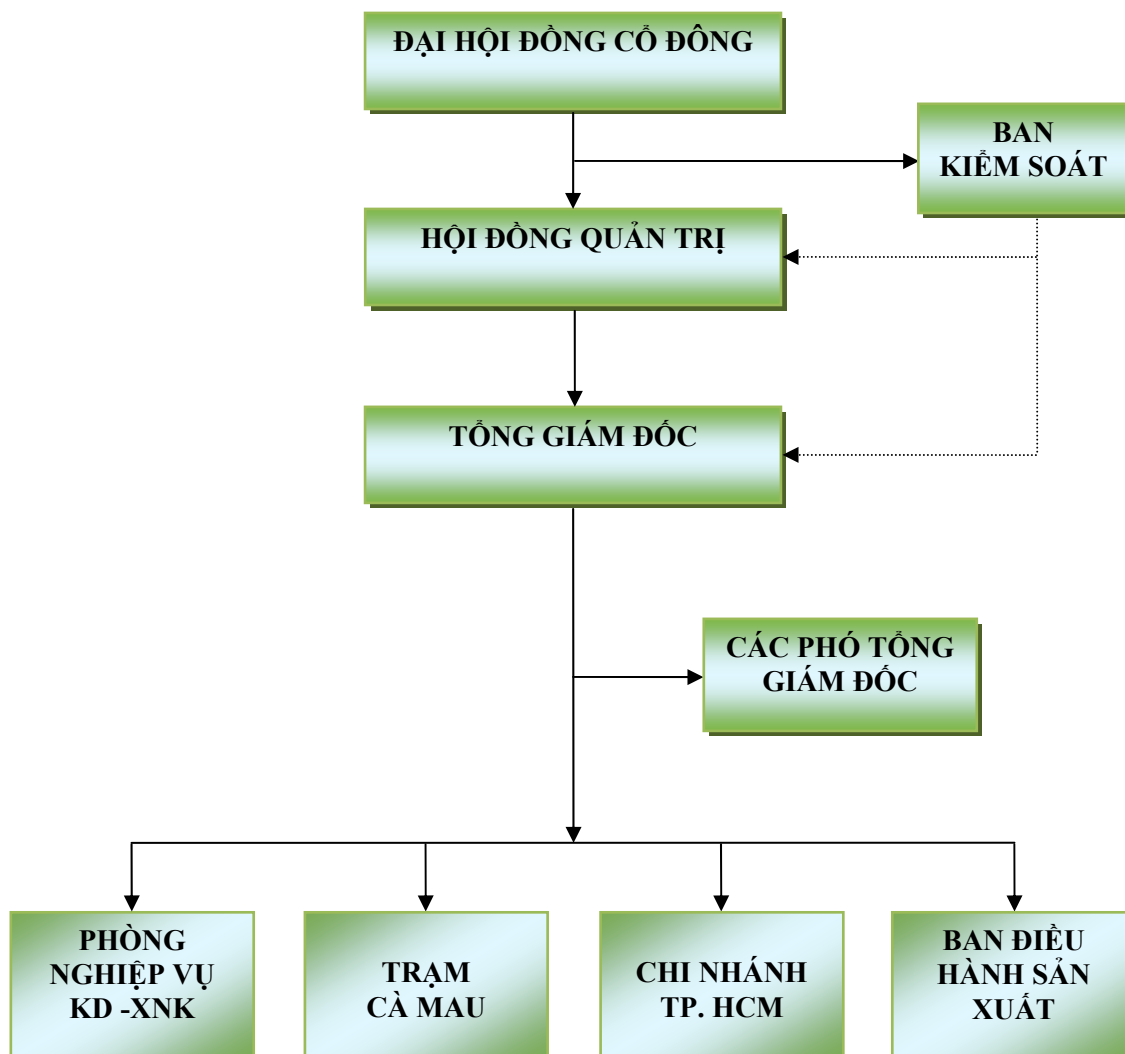 ĐẠI HỘI ĐỒNG CỔ ĐÔNG
BAN
KIỂM SOÁT
HỘI ĐỒNG QUẢN TRỊ
TỔNG GIÁM ĐỐC
CÁC PHÓ TỔNG
GIÁM ĐỐC
PHÒNG
NGHIỆP VỤ
KD -XNK
TRẠM
CÀ MAU
CHI NHÁNH
TP. HCM
BAN ĐIỀU
HÀNH SẢN
XUẤT